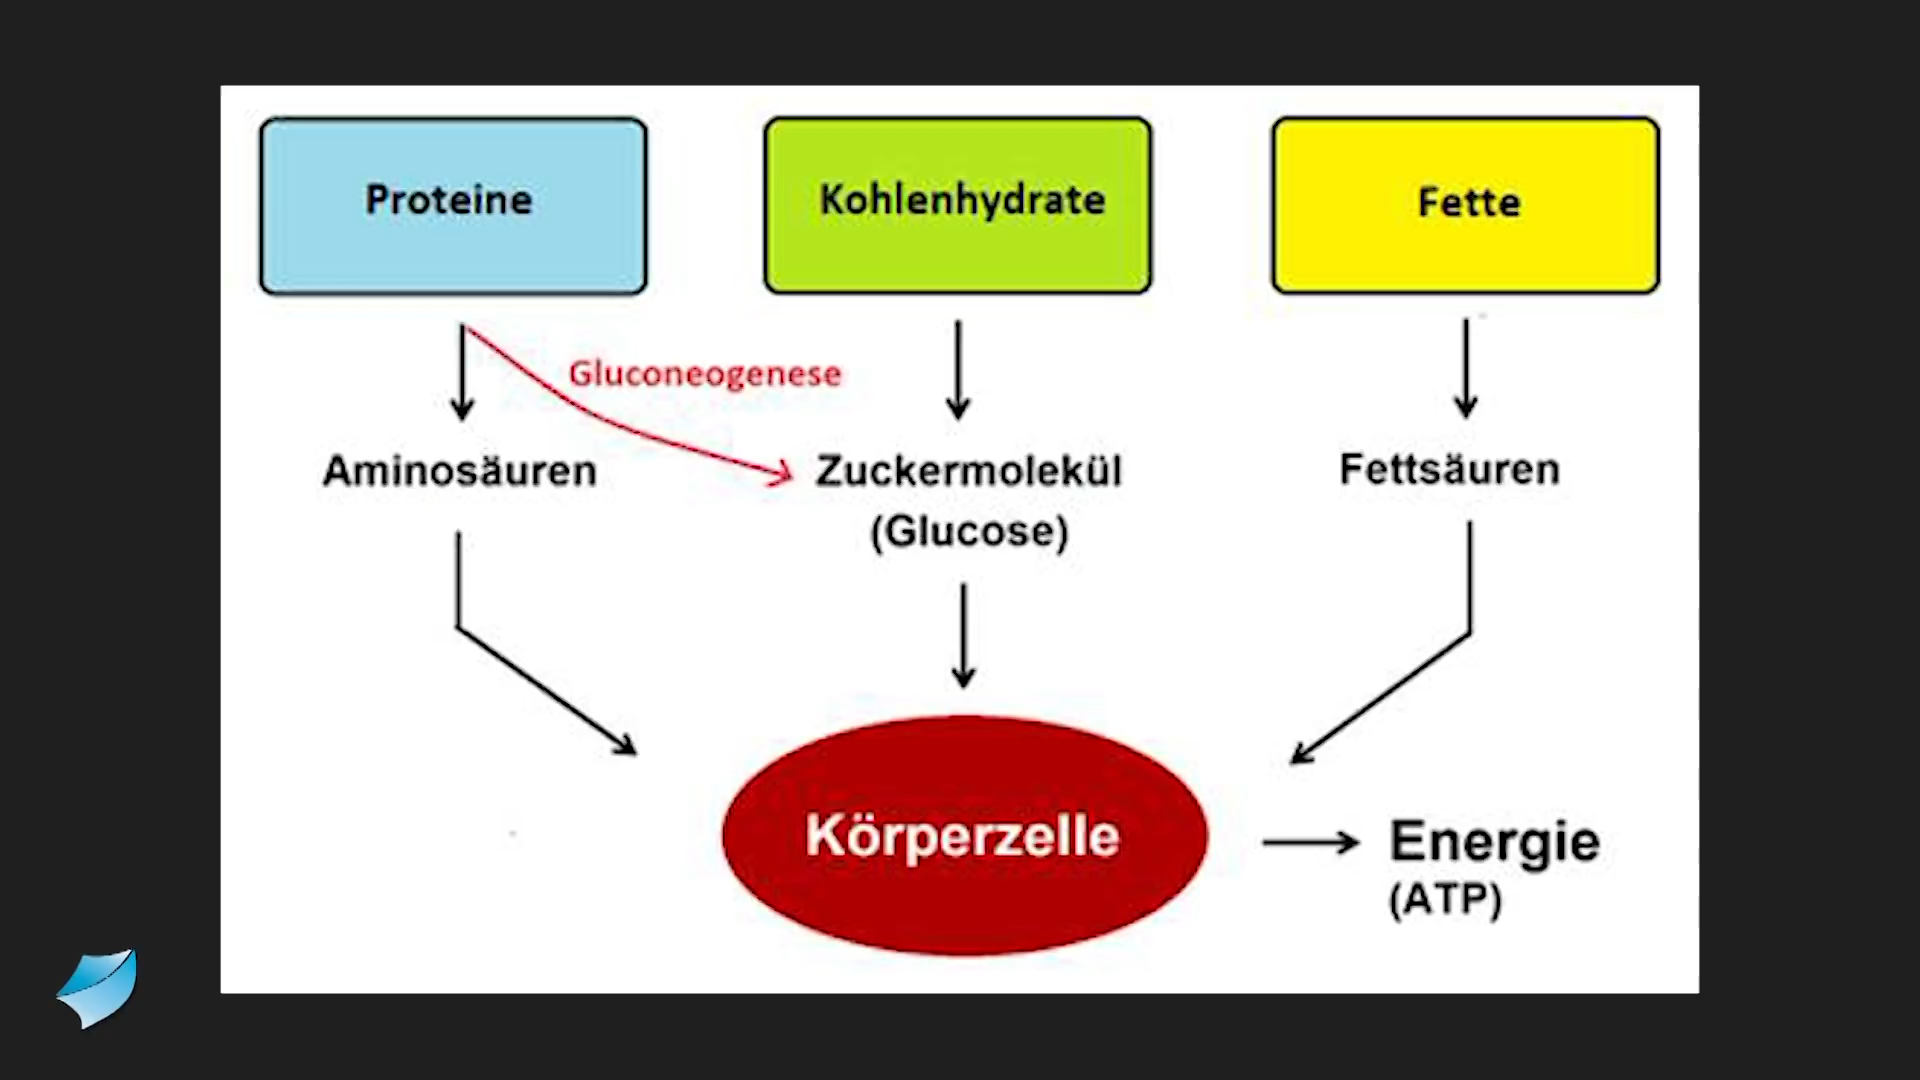 Proteine
Kohlenhydrate
Fette
Gluconeogenese
Aminosäuren
Zuckermolekül
(Glucose)
Fettsäuren
Körperzelle
Energie
(ATP)